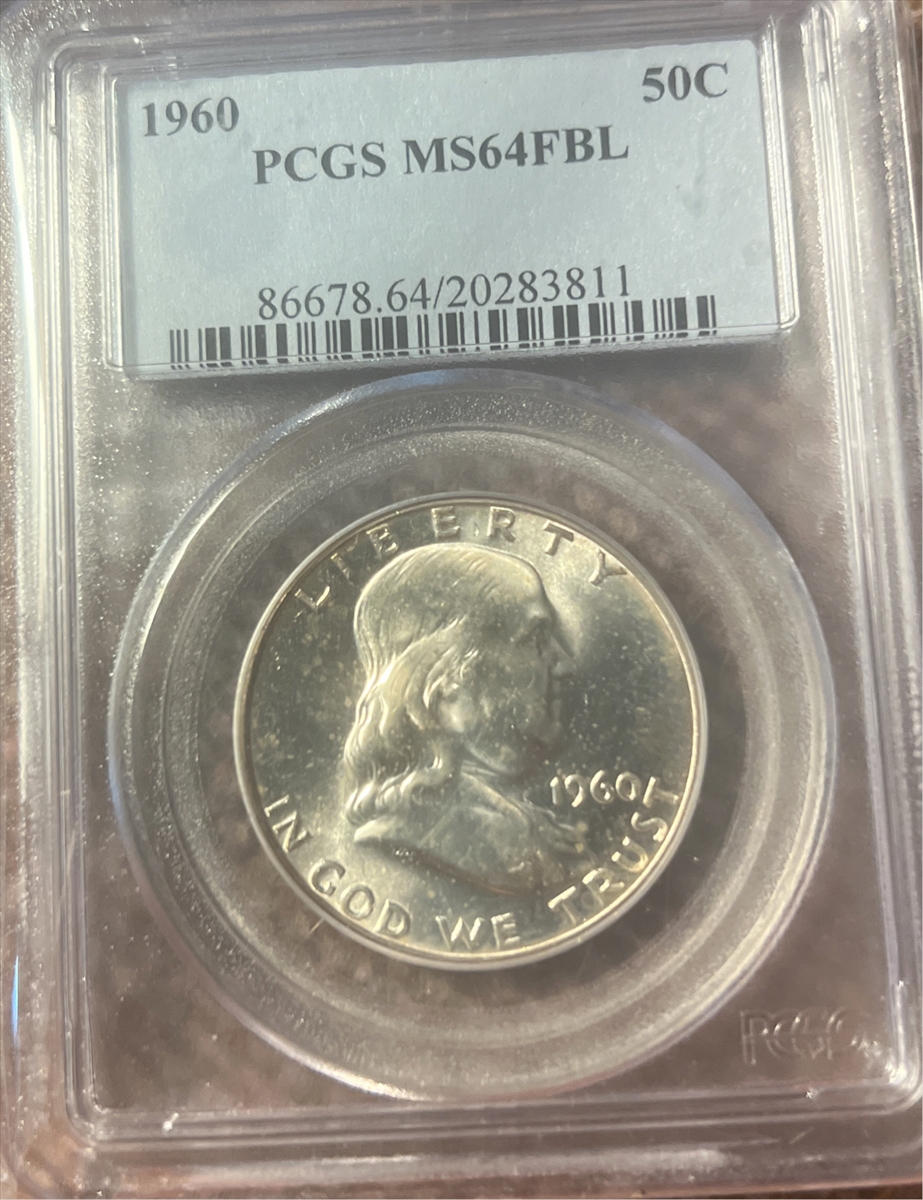 1960 50C
PCGS MS64FBL
86678.64/20283811
LIBERTY
1960
IN GOD WE TRUST
PCGS